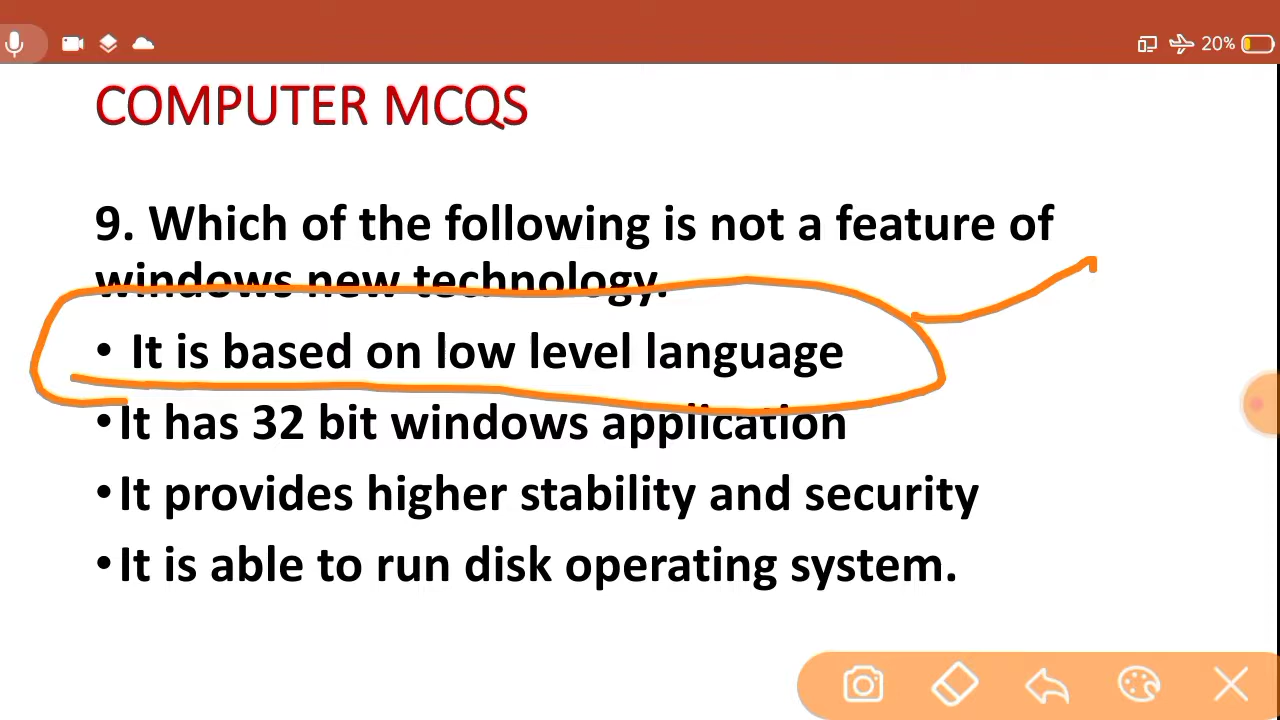 20%
COMPUTER MCQS
9. Which of the following is not a feature of
windows new technology.
• It is based on low level language
•It has 32 bit windows application
•It provides higher stability and security
•It is able to run disk operating system.